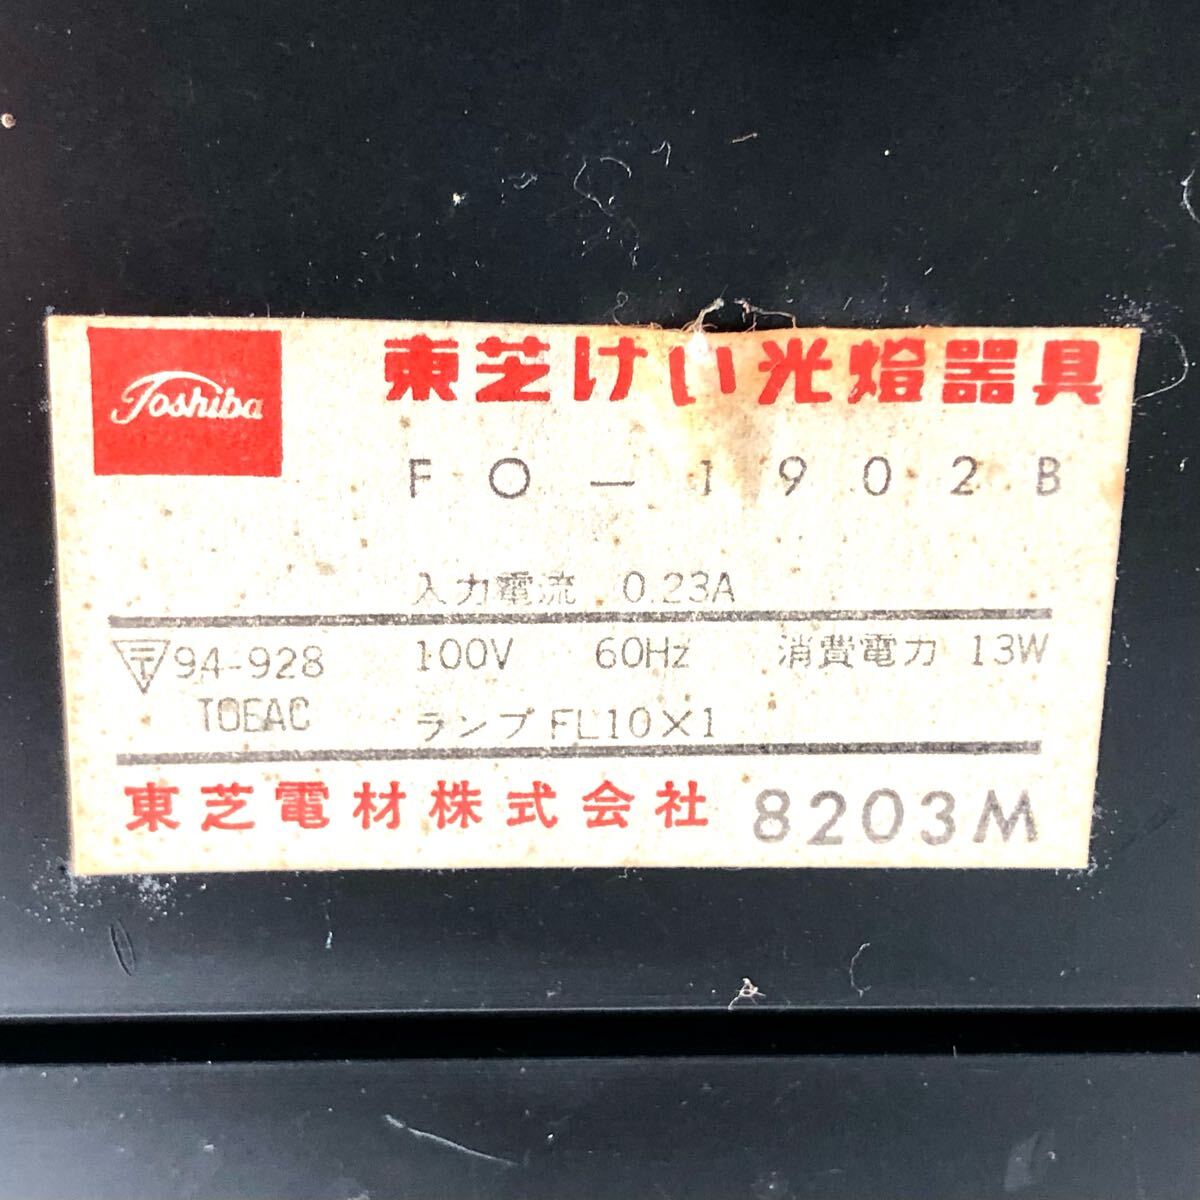 Toshiba
東芝けい光燈器具
FO-1902B
入力電流 0.23A
94-928 100V 60Hz 消費電力 13W
TOEAC ランプ FL10×1
東芝電材株式会社 8203M